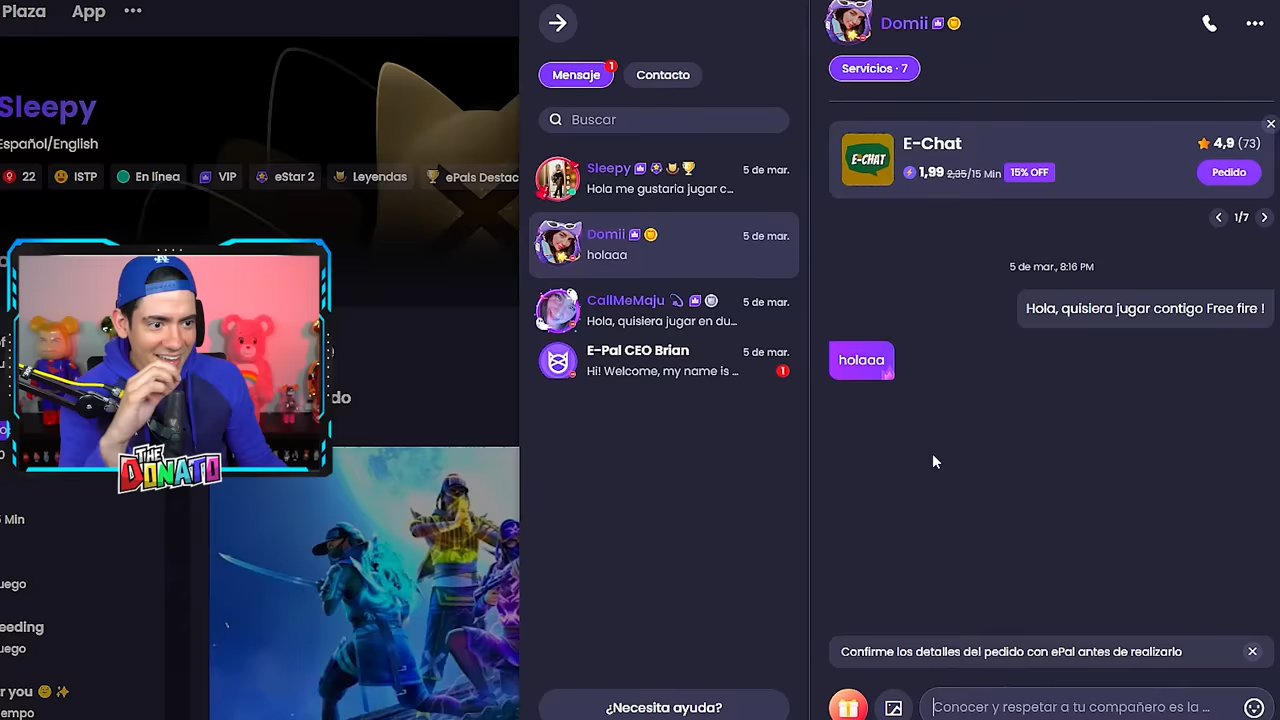 Plaza App
Sleepy
Español/English
22 ISTP En línea VIP eStar 2 Leyendas ePals Destac
do
5 Min
uego
eeding
uego
r you
empo
LA
THE
DONATO
Mensaje 1 Contacto
Buscar
Sleepy 5 de mar.
Hola me gustaria jugar c...
Domii 5 de mar.
holaaa
CallMeMaju 5 de mar.
Hola, quisiera jugar en du...
E-Pal CEO Brian 5 de mar.
Hi! Welcome, my name is ... 1
¿Necesita ayuda?
Domii
Servicios · 7
E-CHAT
E-Chat 4,9 (73)
1,99 2,35/15 Min 15% OFF Pedido
1/7
5 de mar., 8:16 PM
Hola, quisiera jugar contigo Free fire !
holaaa
Confirme los detalles del pedido con ePal antes de realizarlo
Conocer y respetar a tu compañero es la ...